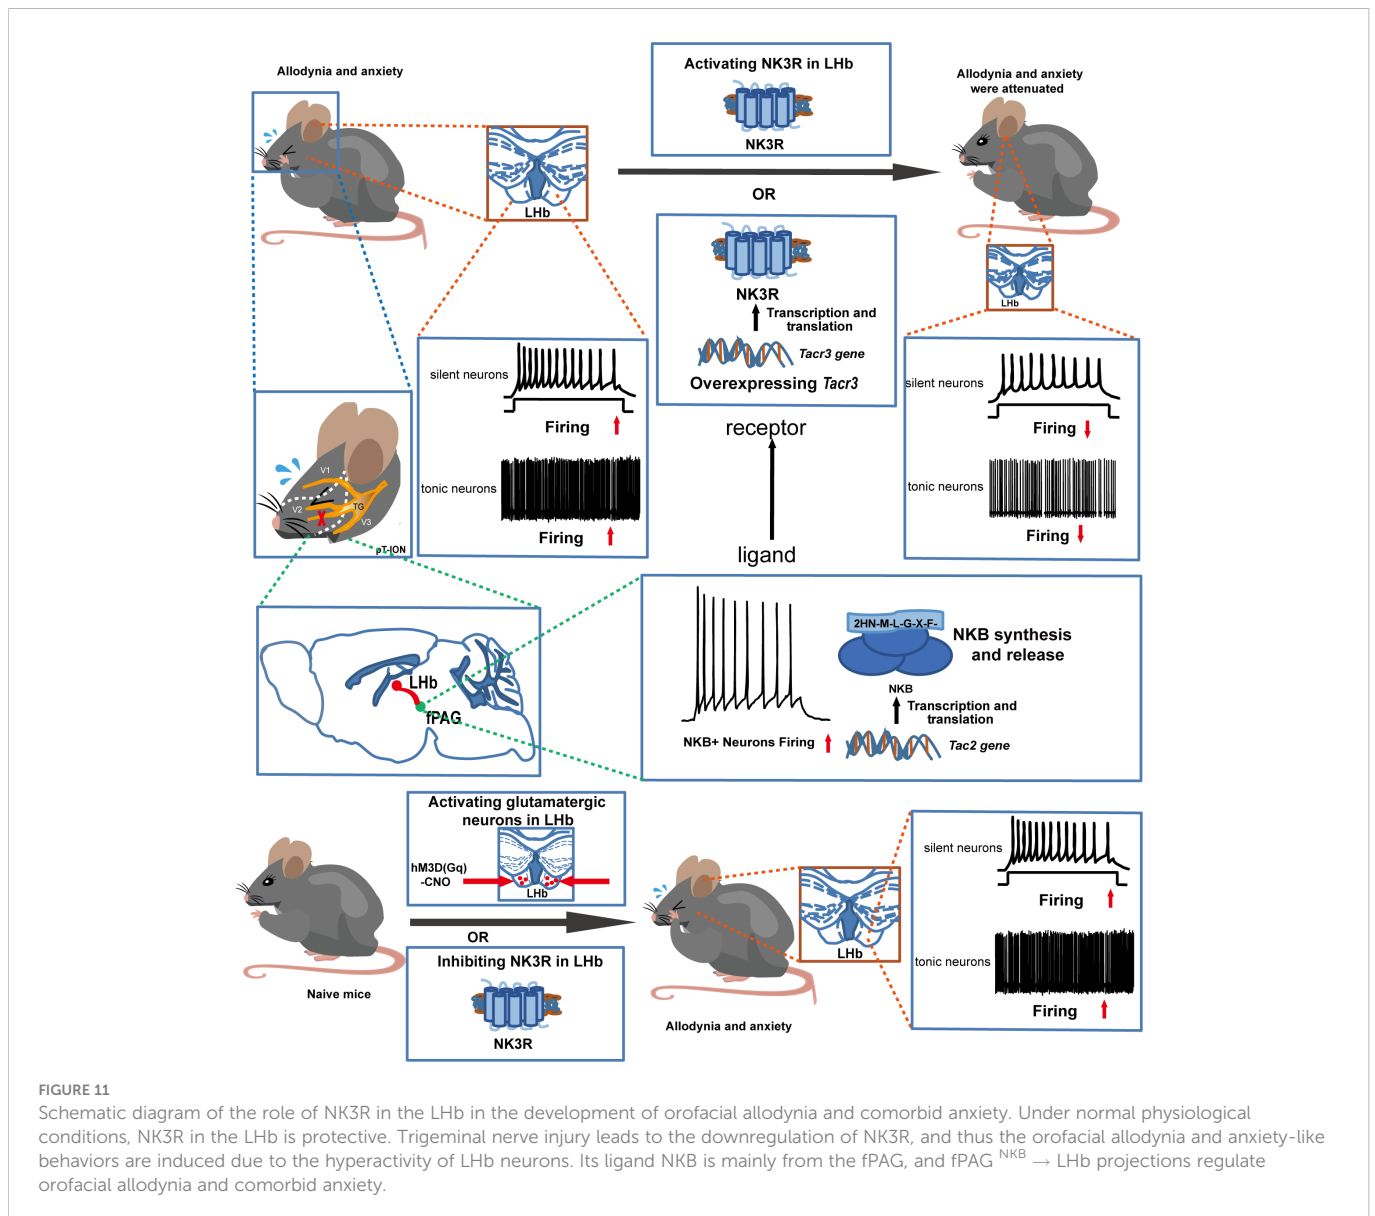 Allodynia and anxiety
LHb
Activating NK3R in LHb
NK3R
OR
NK3R
Transcription and
translation
Tacr3 gene
Overexpressing Tacr3
Allodynia and anxiety
were attenuated
LHb
silent neurons
Firing
tonic neurons
Firing
silent neurons
Firing
tonic neurons
Firing
receptor
ligand
V1
V2
TG
V3
pT-ION
LHb
fPAG
NKB+ Neurons Firing
2HN-M-L-G-X-F-
NKB synthesis
and release
NKB
Transcription and
translation
Tac2 gene
Naive mice
Activating glutamatergic
neurons in LHb
hM3D(Gq)
-CNO
LHb
OR
Inhibiting NK3R in LHb
NK3R
Allodynia and anxiety
LHb
silent neurons
Firing
tonic neurons
Firing
FIGURE 11
Schematic diagram of the role of NK3R in the LHb in the development of orofacial allodynia and comorbid anxiety. Under normal physiological
conditions, NK3R in the LHb is protective. Trigeminal nerve injury leads to the downregulation of NK3R, and thus the orofacial allodynia and anxiety-like
behaviors are induced due to the hyperactivity of LHb neurons. Its ligand NKB is mainly from the fPAG, and fPAG NKB → LHb projections regulate
orofacial allodynia and comorbid anxiety.